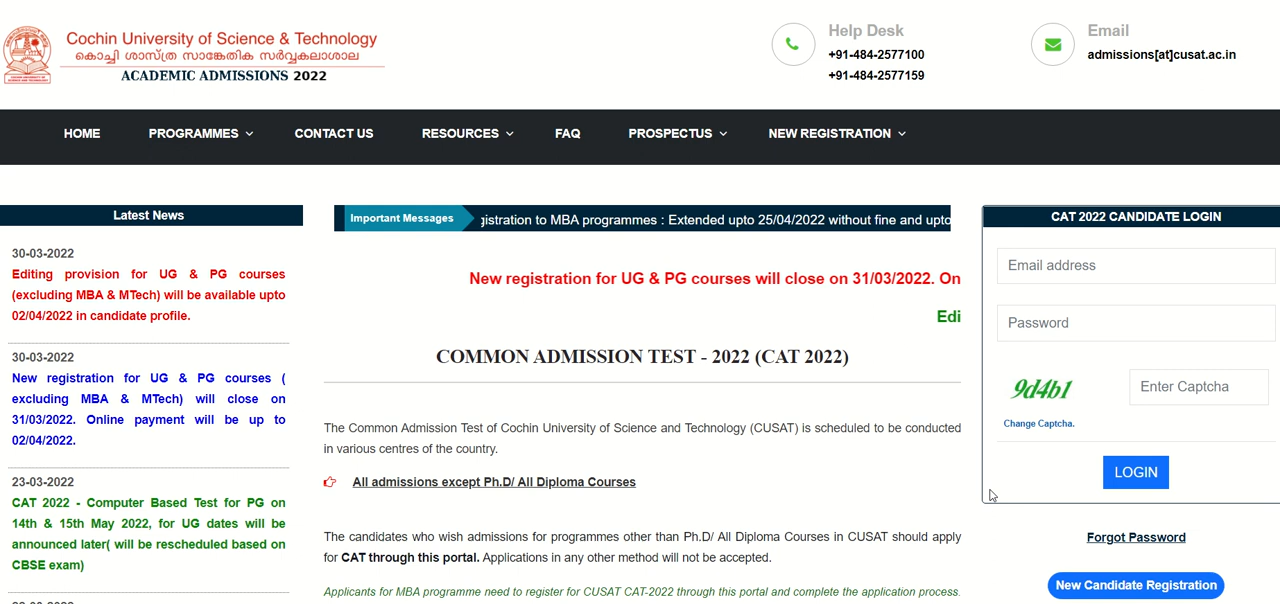 Cochin University of Science & Technology
കൊച്ചി ശാസ്ത്ര സാങ്കേതിക സർവ്വകലാശാല
ACADEMIC ADMISSIONS 2022
Help Desk
+91-484-2577100
+91-484-2577159
Email
admissions[at]cusat.ac.in
HOME PROGRAMMES CONTACT US RESOURCES FAQ PROSPECTUS NEW REGISTRATION
Latest News
30-03-2022
Editing provision for UG & PG courses
(excluding MBA & MTech) will be available upto
02/04/2022 in candidate profile.
30-03-2022
New registration for UG & PG courses (
excluding MBA & MTech) will close on
31/03/2022. Online payment will be up to
02/04/2022.
23-03-2022
CAT 2022 - Computer Based Test for PG on
14th & 15th May 2022, for UG dates will be
announced later( will be rescheduled based on
CBSE exam)
Important Messages
gistration to MBA programmes : Extended upto 25/04/2022 without fine and upto
New registration for UG & PG courses will close on 31/03/2022. On
Edi
COMMON ADMISSION TEST - 2022 (CAT 2022)
The Common Admission Test of Cochin University of Science and Technology (CUSAT) is scheduled to be conducted
in various centres of the country.
All admissions except Ph.D/ All Diploma Courses
The candidates who wish admissions for programmes other than Ph.D/ All Diploma Courses in CUSAT should apply
for CAT through this portal. Applications in any other method will not be accepted.
Applicants for MBA programme need to register for CUSAT CAT-2022 through this portal and complete the application process.
CAT 2022 CANDIDATE LOGIN
Email address
Password
9d4b1
Enter Captcha
Change Captcha.
LOGIN
Forgot Password
New Candidate Registration